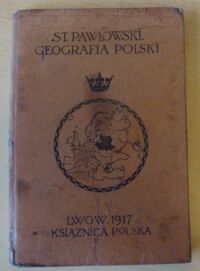 ST. PAWŁOWSKI.
GEOGRAFIA POLSKI
LWÓW.1917
KSIĄŻNICA POLSKA